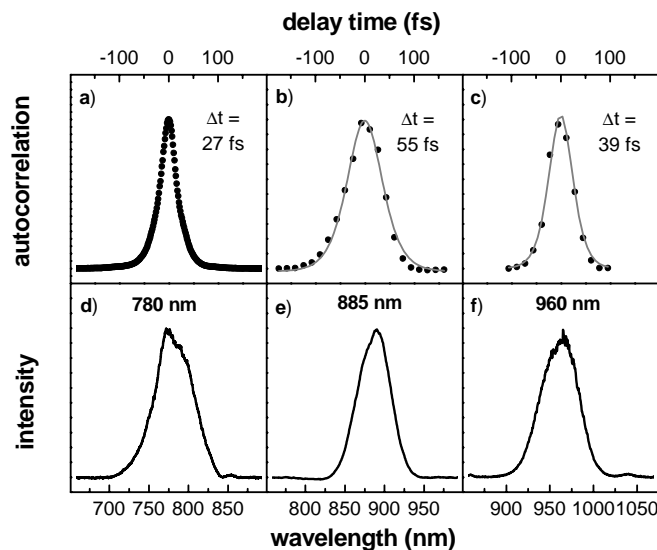 delay time (fs)
-100 0 100 -100 0 100 -100 0 100
autocorrelation
a)
Δt =
27 fs
b)
Δt =
55 fs
c)
Δt =
39 fs
intensity
d)
780 nm
e)
885 nm
f)
960 nm
700 750 800 850 800 850 900 950 900 950 1000 1050
wavelength (nm)